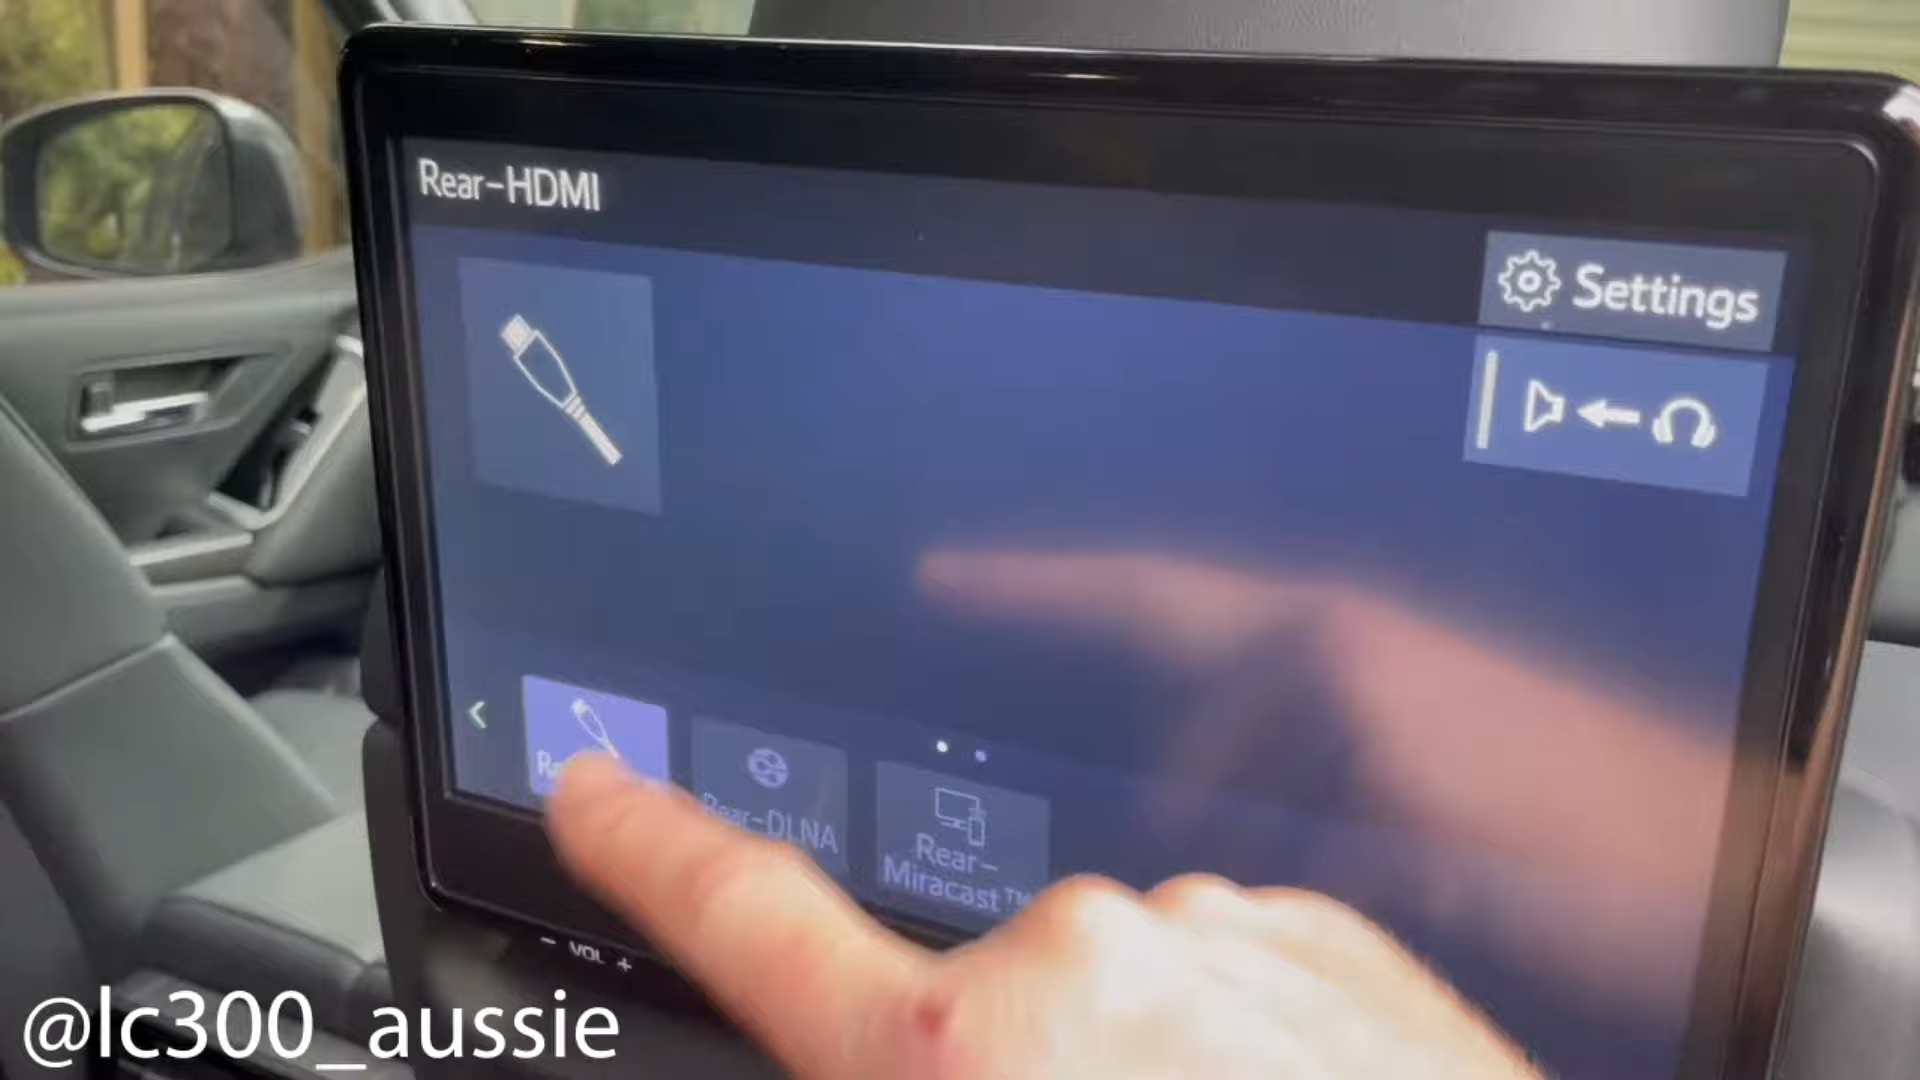 Rear-HDMI
Settings
Rear-DLNA
Rear-
Miracast™
- VOL +
@lc300_aussie